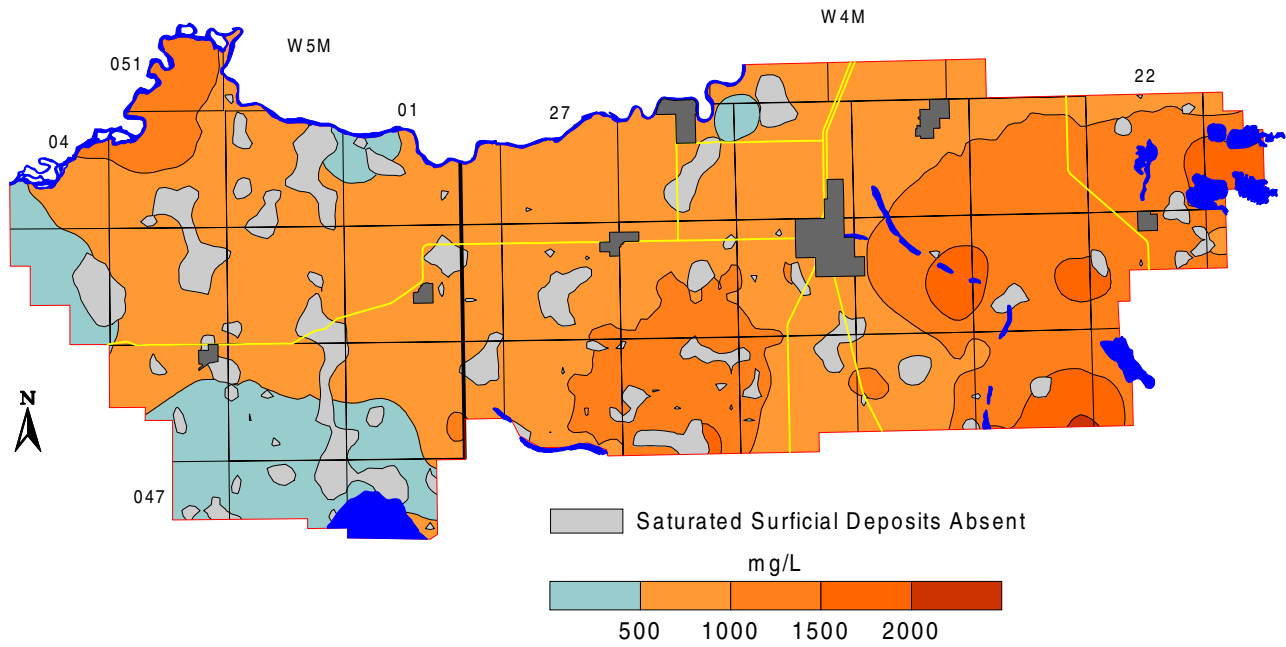 W4M
W5M
051
22
01
27
04
N
047
Saturated Surficial Deposits Absent
mg/L
500 1000 1500 2000